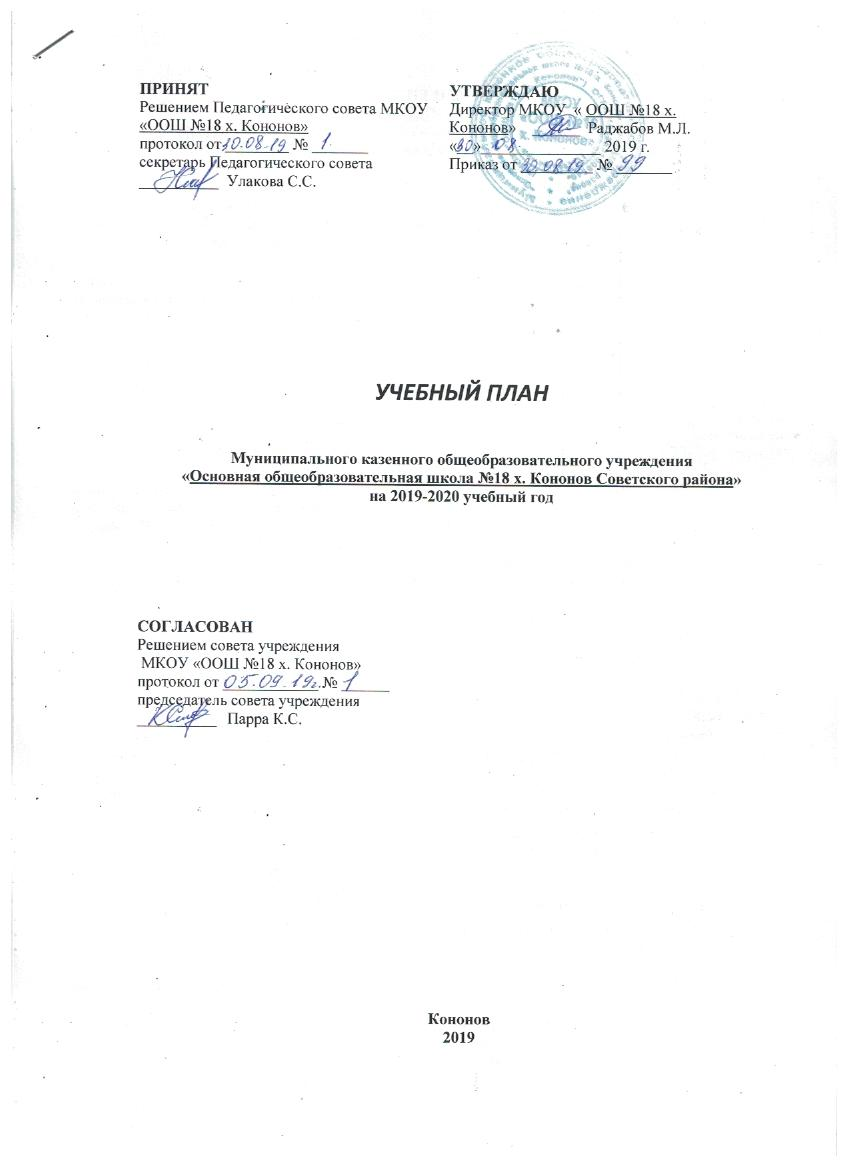 ПРИНЯТ
Решением Педагогического совета МКОУ
«ООШ №18 х. Кононов»
протокол от 30.08.19 № 1
секретарь Педагогического совета
Улакова С.С.
УТВЕРЖДАЮ
Директор МКОУ « ООШ №18 х.
Кононов» Раджабов М.Л.
«30» 08 2019 г.
Приказ от 30.08.19 № 99
УЧЕБНЫЙ ПЛАН
Муниципального казенного общеобразовательного учреждения
«Основная общеобразовательная школа №18 х. Кононов Советского района»
на 2019-2020 учебный год
СОГЛАСОВАН
Решением совета учреждения
МКОУ «ООШ №18 х. Кононов»
протокол от 05.09.19г. № 1
председатель совета учреждения
Парра К.С.
Кононов
2019